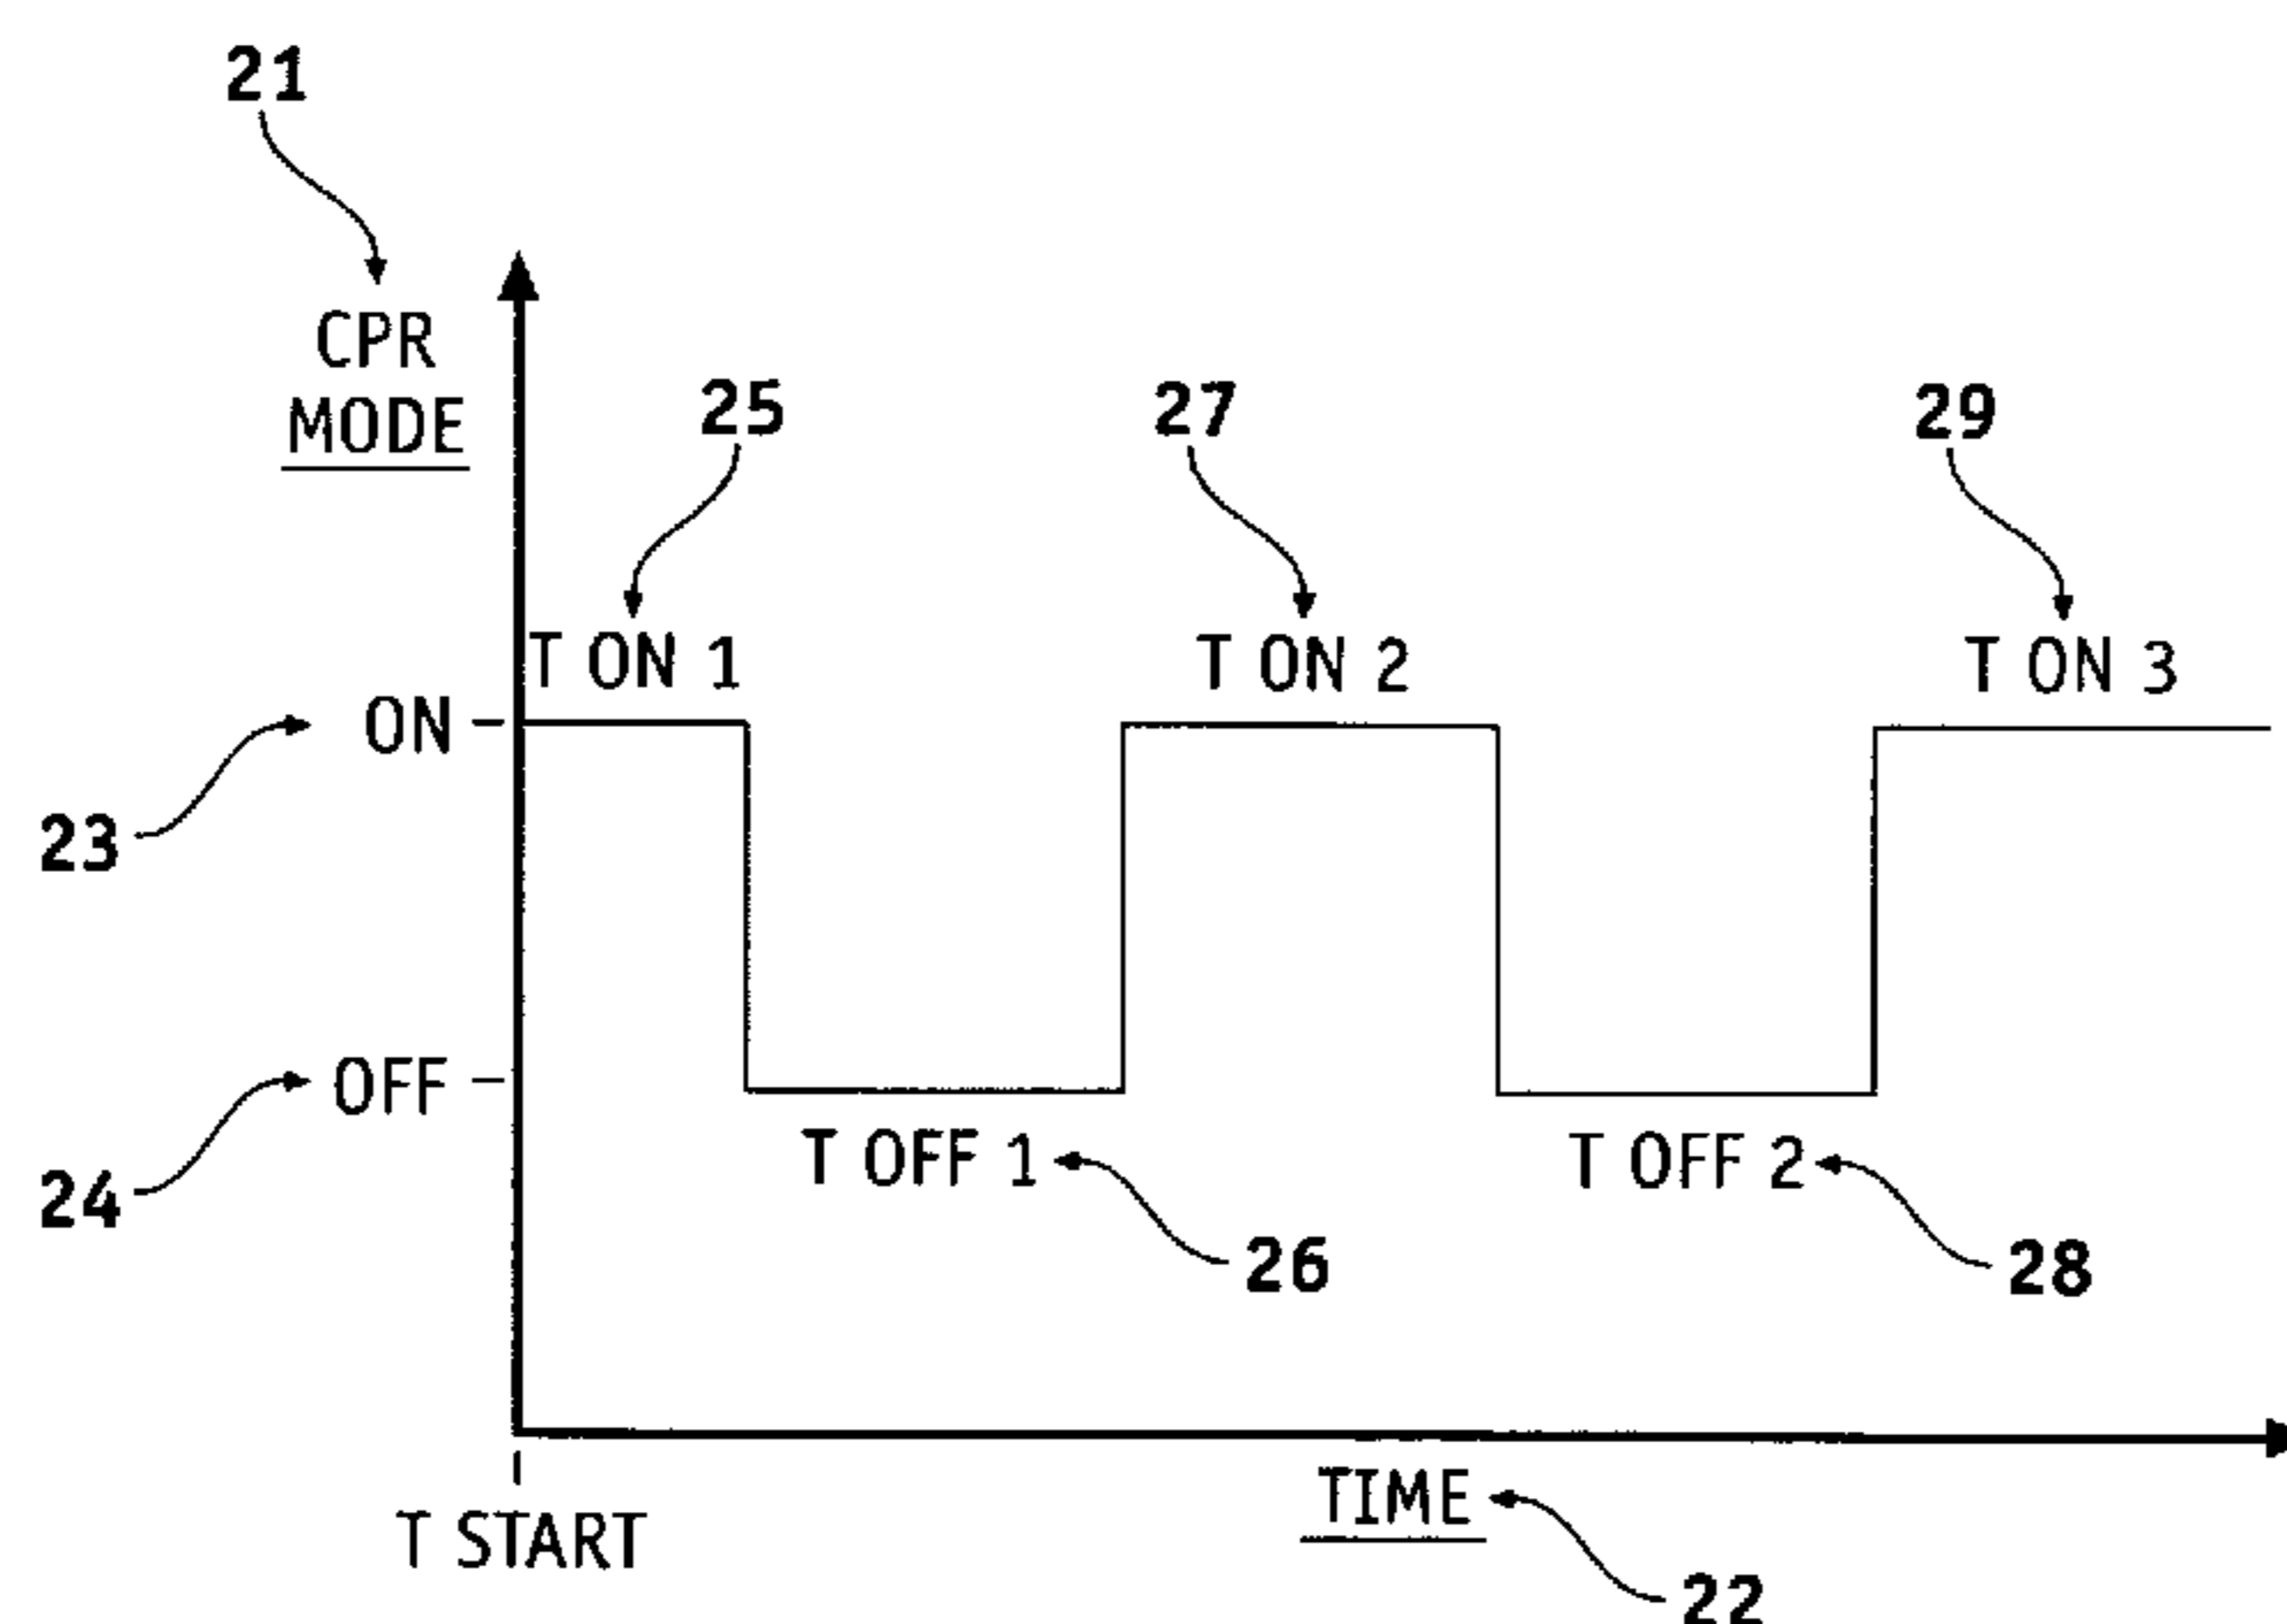 21
CPR
MODE
25
27
29
T ON 1
T ON 2
T ON 3
ON
23
OFF
T OFF 1
T OFF 2
24
26
28
TIME
T START
22